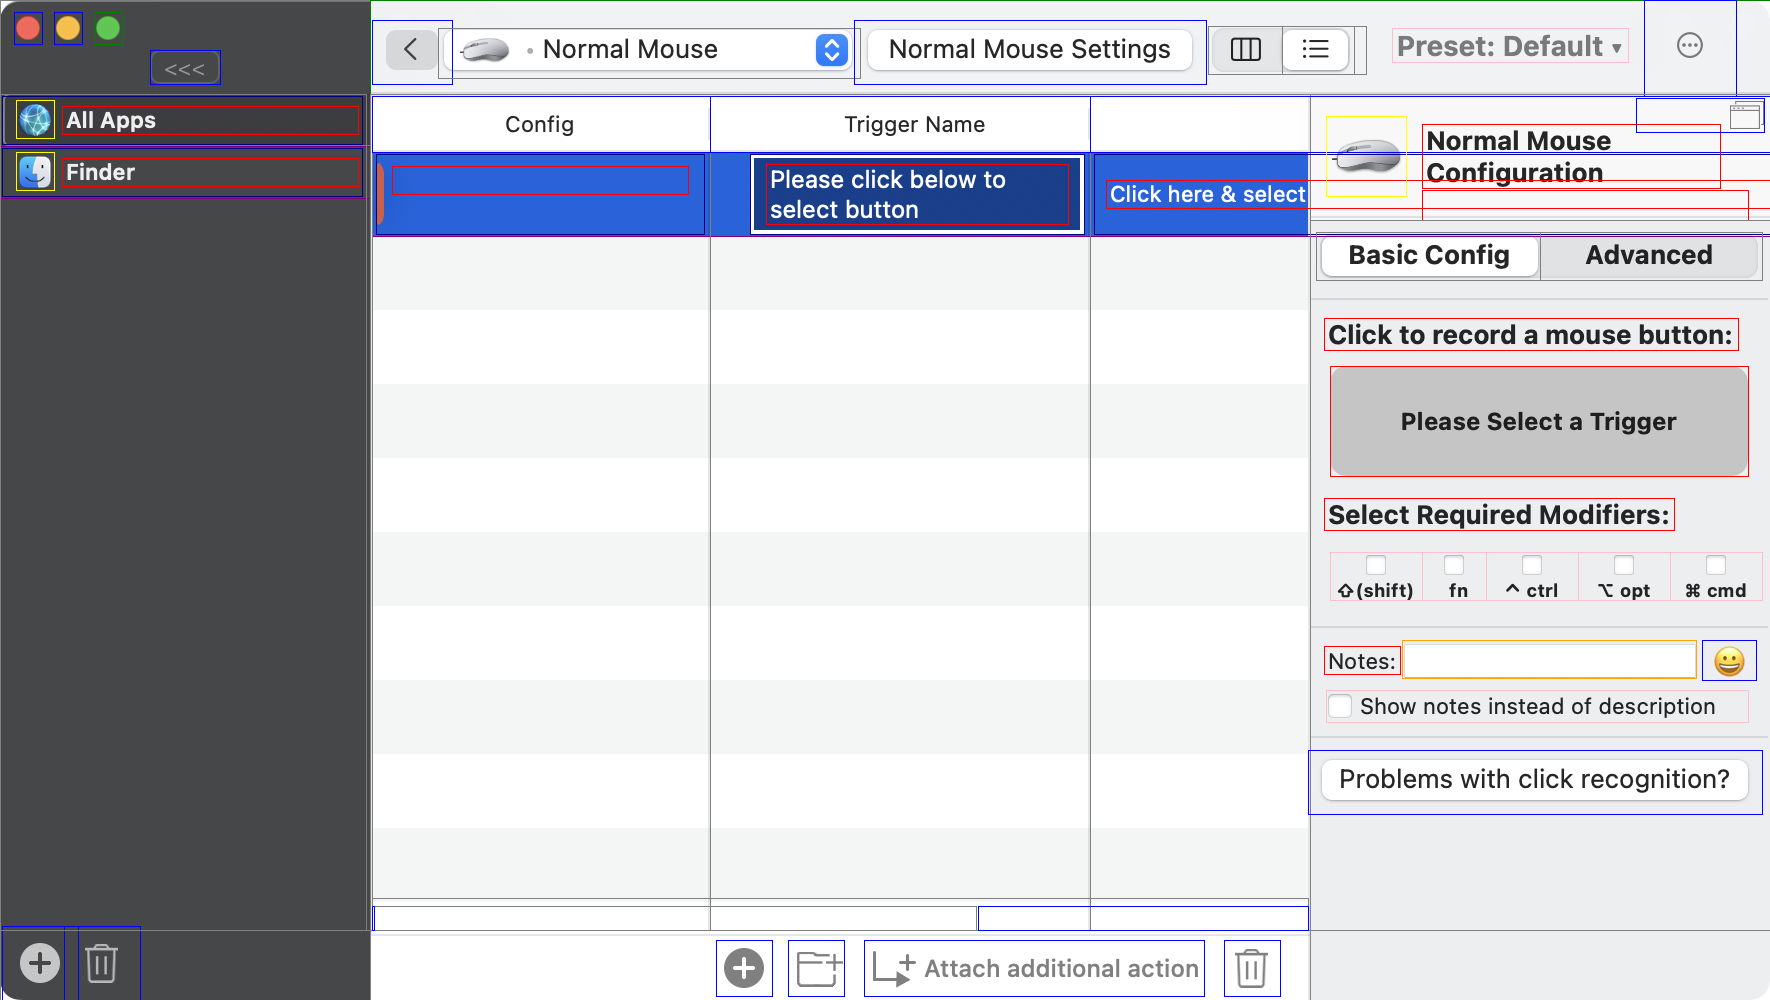 <<<
Normal Mouse
Normal Mouse Settings
Preset: Default ▾
All Apps
Finder
Config
Trigger Name
Please click below to
select button
Click here & select
Normal Mouse
Configuration
Basic Config
Advanced
Click to record a mouse button:
Please Select a Trigger
Select Required Modifiers:
⇧(shift)
fn
⌃ ctrl
⌥ opt
⌘ cmd
Notes:
Show notes instead of description
Problems with click recognition?
Attach additional action